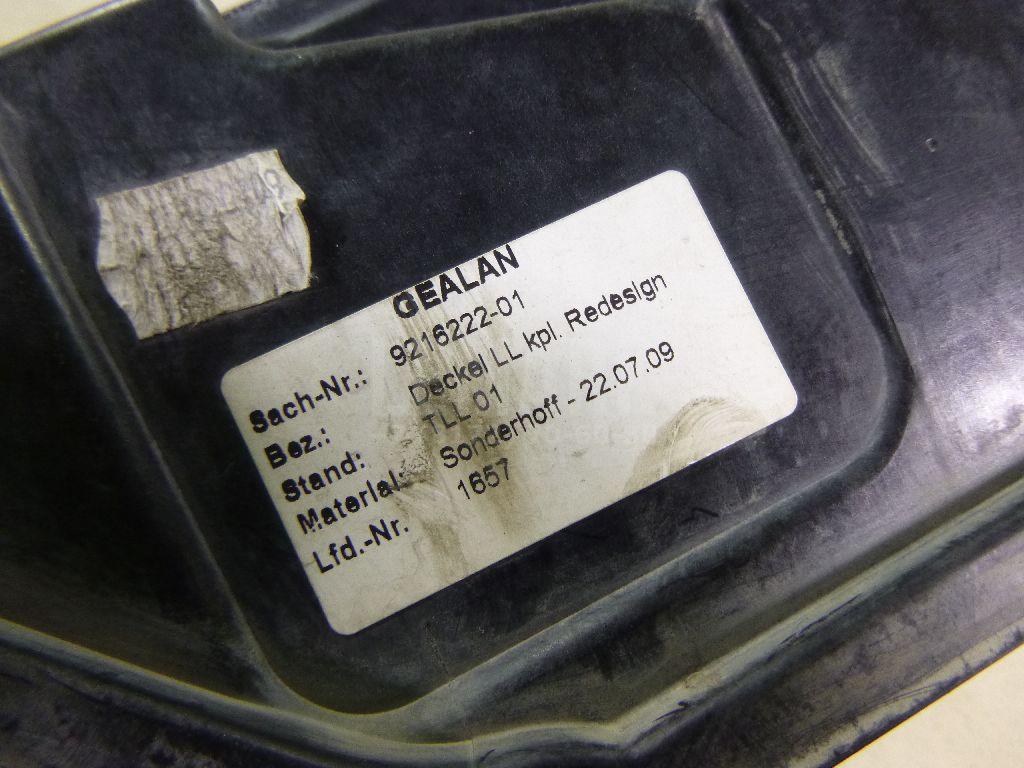 GEALAN
Sach-Nr.: 9216222-01
Bez.: Deckel LL kpl. Redesign
Stand: TLL 01
Material: Sonderhoff - 22.07.09
Lfd.-Nr. 1657